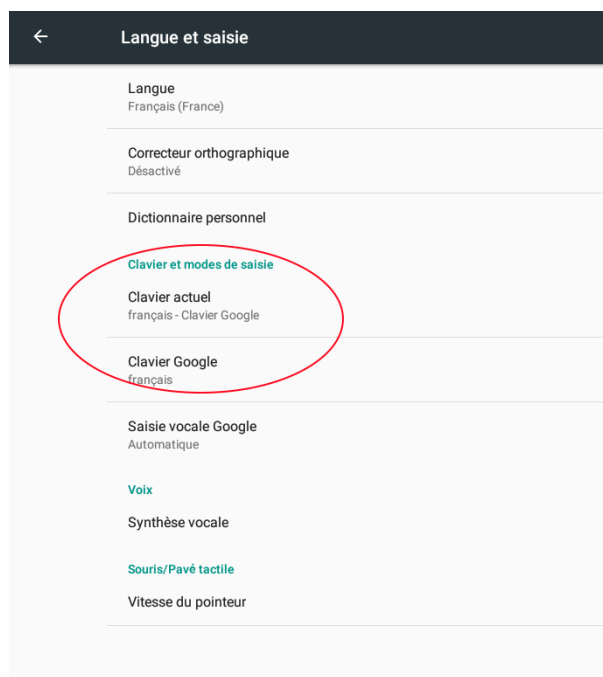 Langue et saisie
Langue
Français (France)
Correcteur orthographique
Désactivé
Dictionnaire personnel
Clavier et modes de saisie
Clavier actuel
français - Clavier Google
Clavier Google
français
Saisie vocale Google
Automatique
Voix
Synthèse vocale
Souris/Pavé tactile
Vitesse du pointeur